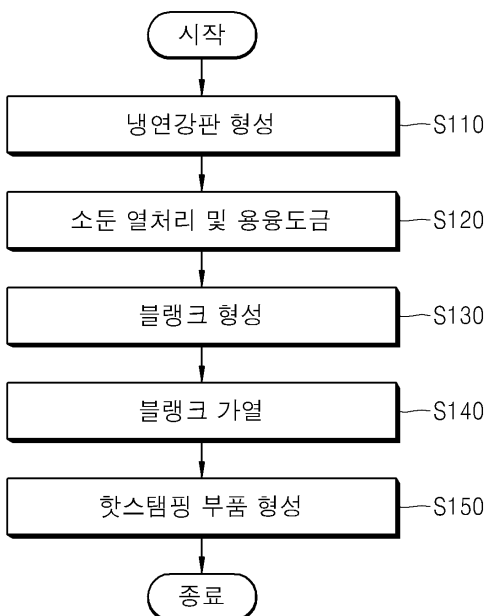 시작
냉연강판 형성
S110
소둔 열처리 및 용융도금
S120
블랭크 형성
S130
블랭크 가열
S140
핫스탬핑 부품 형성
S150
종료